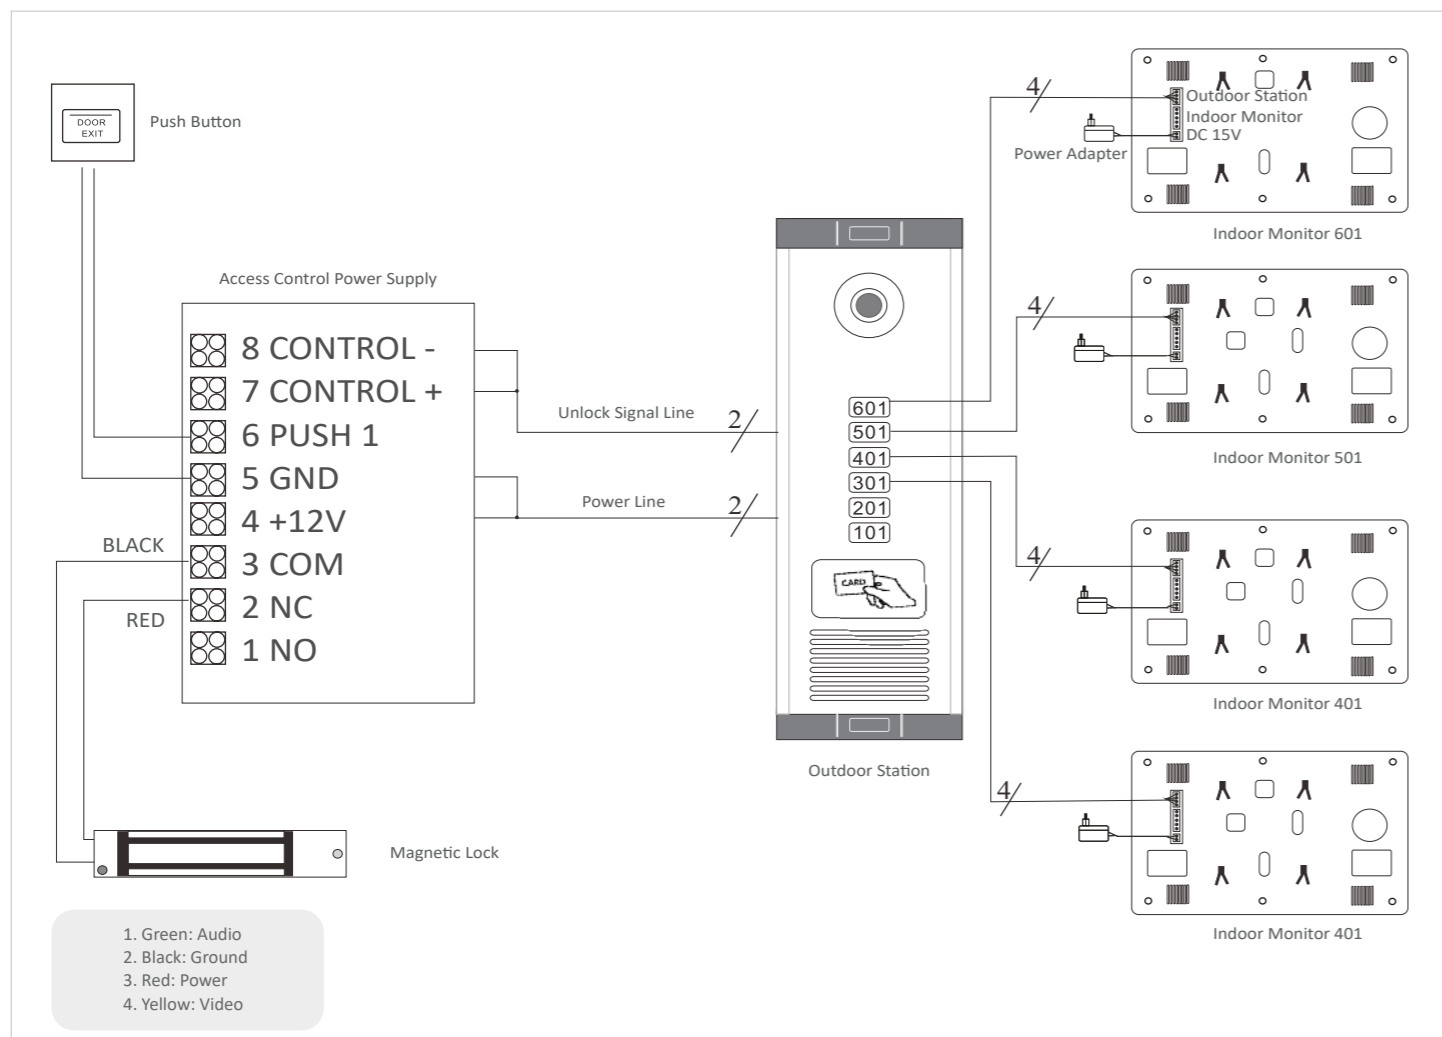 DOOR
EXIT
Push Button
Access Control Power Supply
8 CONTROL -
7 CONTROL +
6 PUSH 1
5 GND
4 +12V
3 COM
2 NC
1 NO
BLACK
RED
Magnetic Lock
1. Green: Audio
2. Black: Ground
3. Red: Power
4. Yellow: Video
Unlock Signal Line
2
Power Line
2
601
501
401
301
201
101
CARD
Outdoor Station
4
Outdoor Station
Indoor Monitor
DC 15V
Power Adapter
Indoor Monitor 601
4
Indoor Monitor 501
4
Indoor Monitor 401
4
Indoor Monitor 401